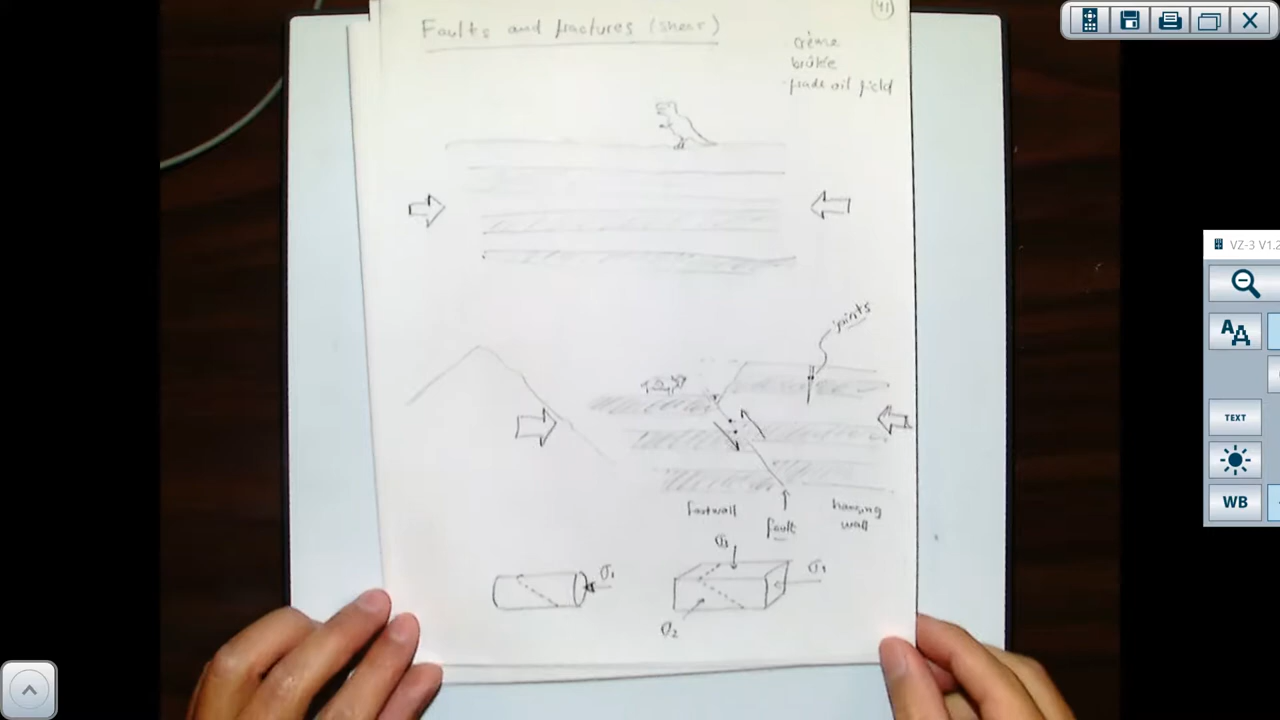 Faults and fractures (shear)
41
crème
brûlée
oil field
joints
footwall
fault
hanging
wall
σ1
σ3
σ1
σ2
VZ-3 V1.2
AA
TEXT
WB